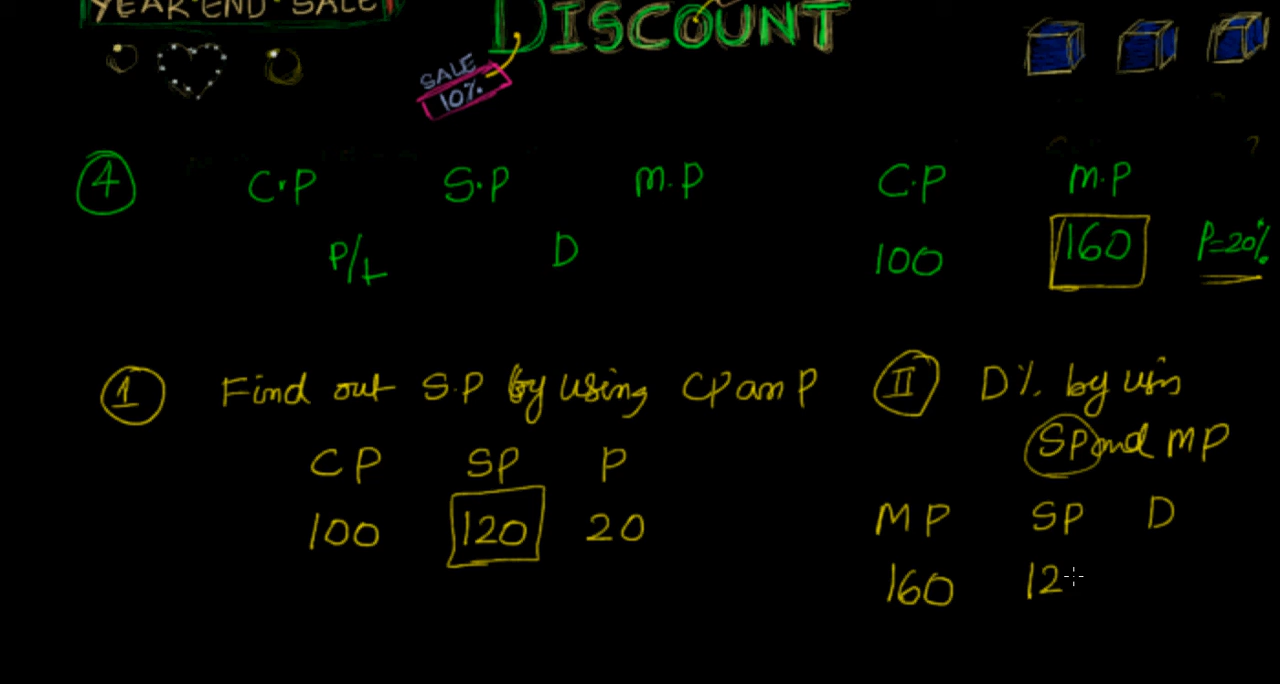 YEAR END SALE
DISCOUNT
SALE
10%
4 C.P S.P M.P
P/L D
C.P M.P
100 160 P=20%
1 Find out S.P by using CP an P
CP SP P
100 120 20
II D% by usin
SP and MP
MP SP D
160 12